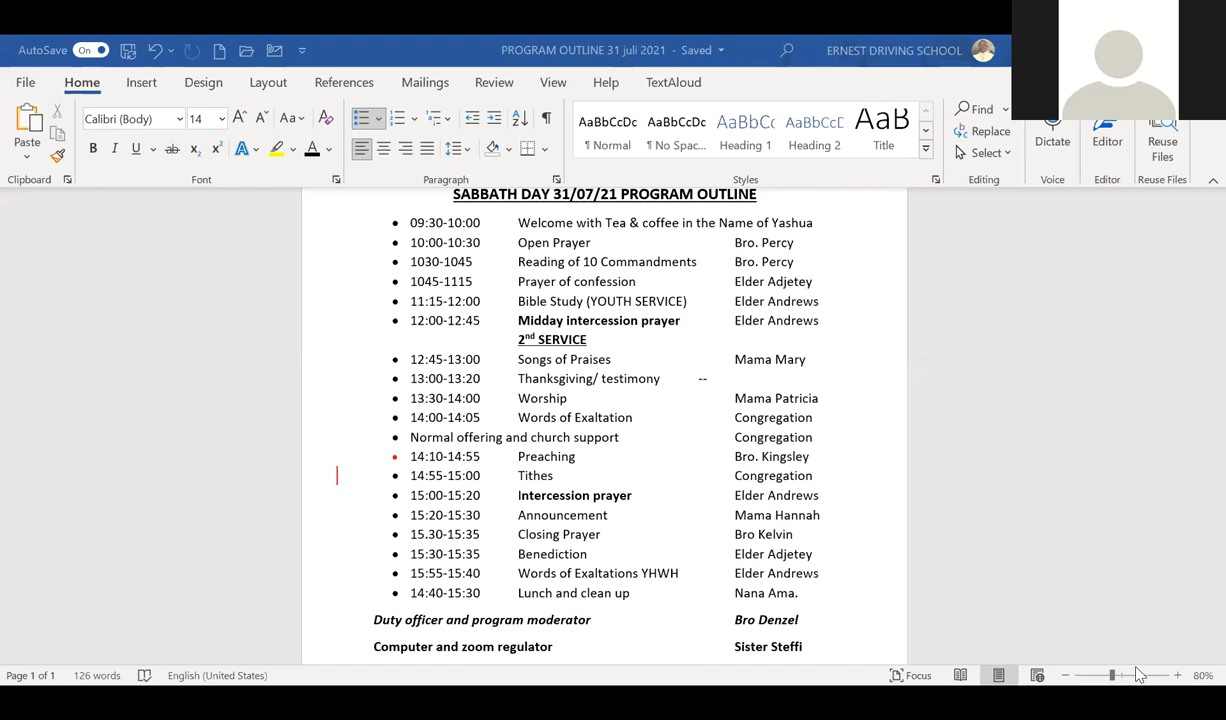 AutoSave On PROGRAM OUTLINE 31 juli 2021 - Saved ERNEST DRIVING SCHOOL
File Home Insert Design Layout References Mailings Review View Help TextAloud
Paste Calibri (Body) 14 Aa AaBbCcDc AaBbCcDc AaBbCc AaBbCcD AaB Find
¶ Normal ¶ No Spac... Heading 1 Heading 2 Title Replace Dictate Editor Reuse
B I U ab x₂ x² A A Select Files
Clipboard Font Paragraph Styles Editing Voice Editor Reuse Files
SABBATH DAY 31/07/21 PROGRAM OUTLINE
• 09:30-10:00 Welcome with Tea & coffee in the Name of Yashua
• 10:00-10:30 Open Prayer Bro. Percy
• 1030-1045 Reading of 10 Commandments Bro. Percy
• 1045-1115 Prayer of confession Elder Adjetey
• 11:15-12:00 Bible Study (YOUTH SERVICE) Elder Andrews
• 12:00-12:45 Midday intercession prayer Elder Andrews
2nd SERVICE
• 12:45-13:00 Songs of Praises Mama Mary
• 13:00-13:20 Thanksgiving/ testimony --
• 13:30-14:00 Worship Mama Patricia
• 14:00-14:05 Words of Exaltation Congregation
• Normal offering and church support Congregation
• 14:10-14:55 Preaching Bro. Kingsley
• 14:55-15:00 Tithes Congregation
• 15:00-15:20 Intercession prayer Elder Andrews
• 15:20-15:30 Announcement Mama Hannah
• 15.30-15:35 Closing Prayer Bro Kelvin
• 15:30-15:35 Benediction Elder Adjetey
• 15:55-15:40 Words of Exaltations YHWH Elder Andrews
• 14:40-15:30 Lunch and clean up Nana Ama.
Duty officer and program moderator Bro Denzel
Computer and zoom regulator Sister Steffi
Page 1 of 1 126 words English (United States) Focus 80%